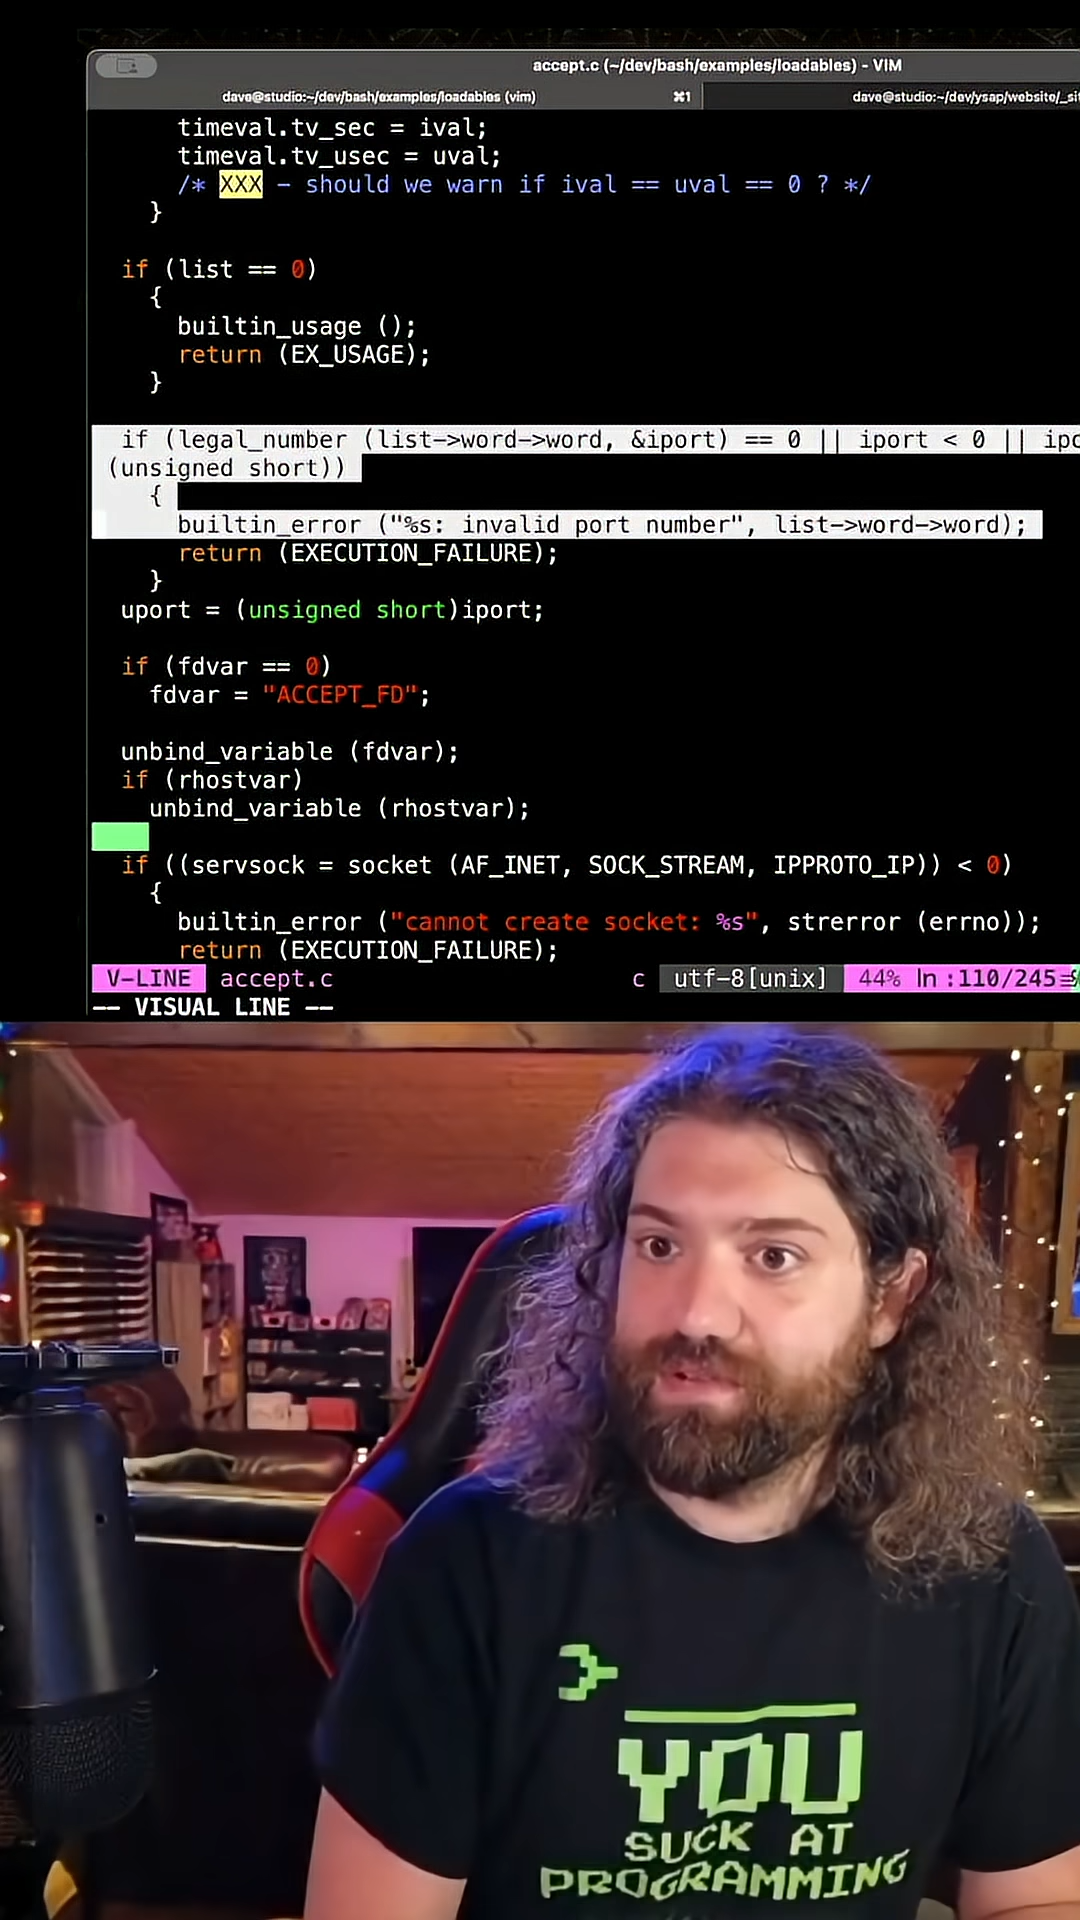 accept.c (~/dev/bash/examples/loadables) - VIM
dave@studio:~/dev/bash/examples/loadables (vim) ⌘1 dave@studio:~/dev/ysap/website/_si
timeval.tv_sec = ival;
timeval.tv_usec = uval;
/* XXX - should we warn if ival == uval == 0 ? */
}
if (list == 0)
{
builtin_usage ();
return (EX_USAGE);
}
if (legal_number (list->word->word, &iport) == 0 || iport < 0 || ipo
(unsigned short))
{
builtin_error ("%s: invalid port number", list->word->word);
return (EXECUTION_FAILURE);
}
uport = (unsigned short)iport;
if (fdvar == 0)
fdvar = "ACCEPT_FD";
unbind_variable (fdvar);
if (rhostvar)
unbind_variable (rhostvar);
if ((servsock = socket (AF_INET, SOCK_STREAM, IPPROTO_IP)) < 0)
{
builtin_error ("cannot create socket: %s", strerror (errno));
return (EXECUTION_FAILURE);
V-LINE accept.c c utf-8[unix] 44% ln :110/245
-- VISUAL LINE --
>_
YOU
SUCK AT
PROGRAMMING